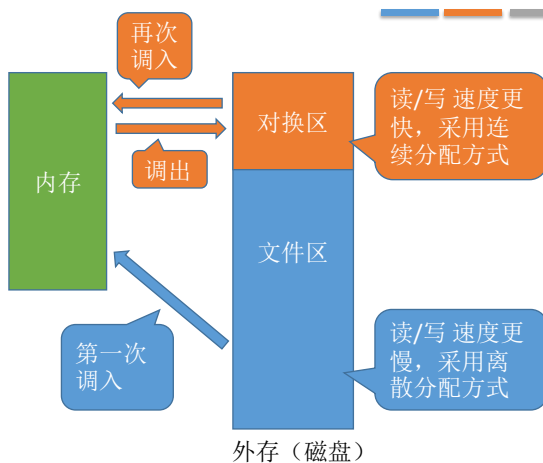 再次
调入
对换区
读/写 速度更
快，采用连
续分配方式
调出
内存
文件区
第一次
调入
读/写 速度更
慢，采用离
散分配方式
外存（磁盘）